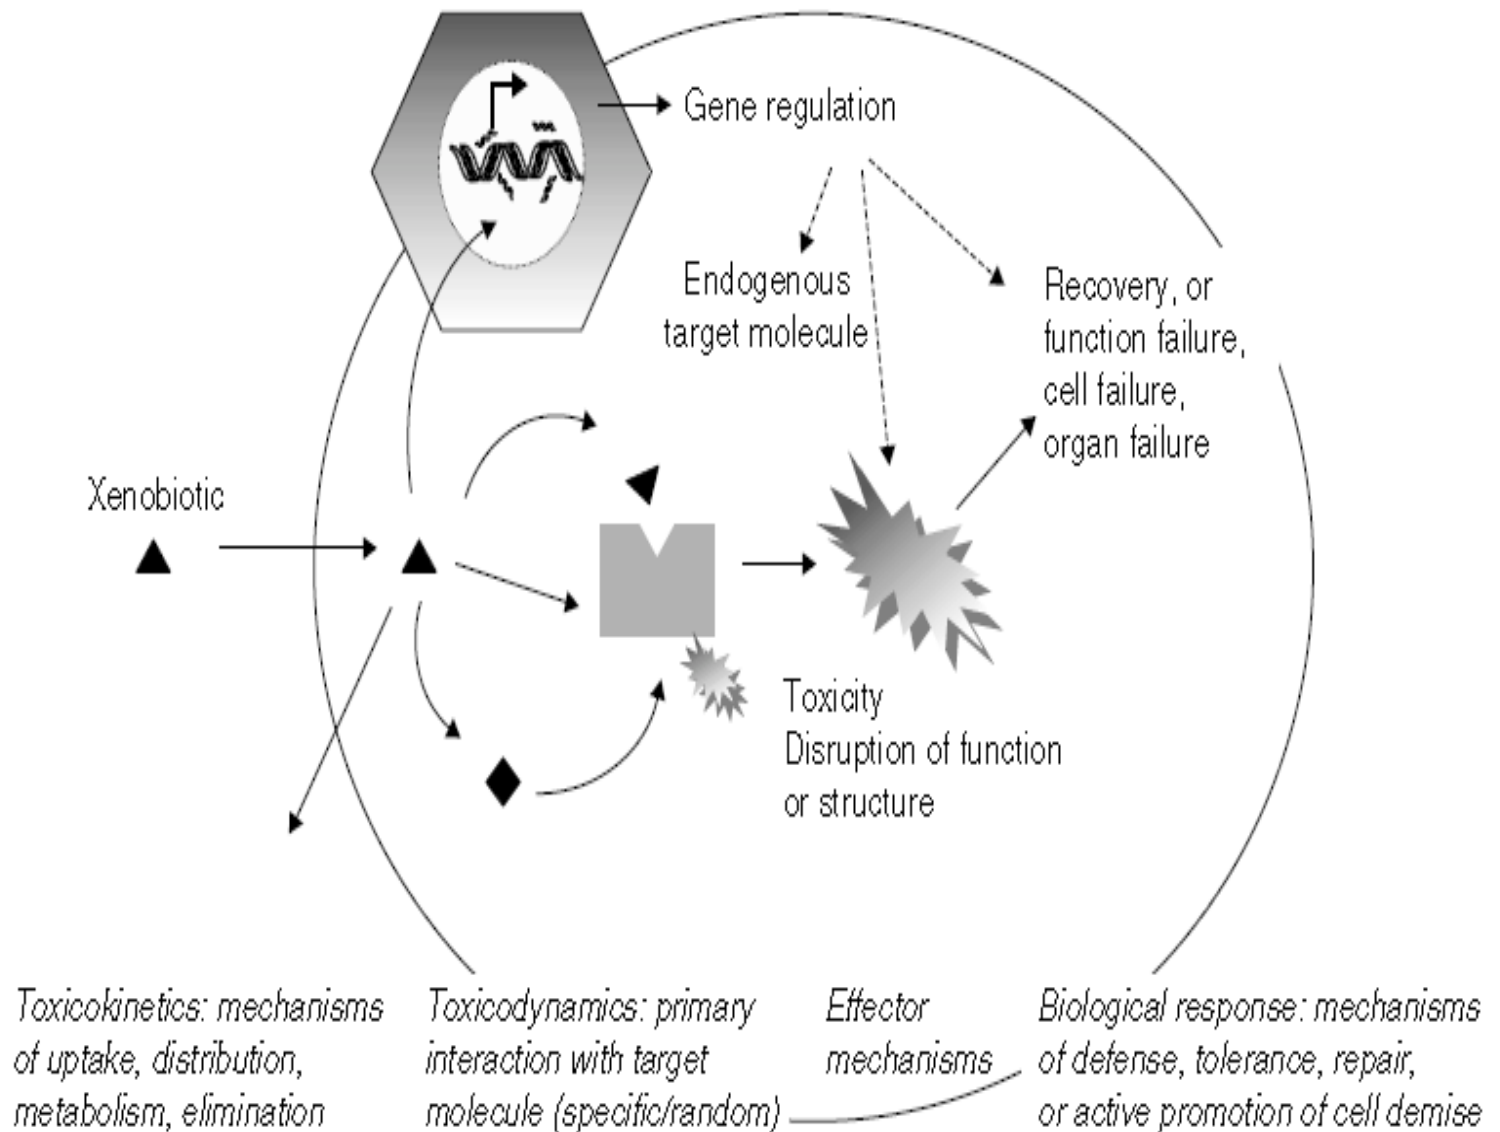 Gene regulation
Endogenous
target molecule
Recovery, or
function failure,
cell failure,
organ failure
Xenobiotic
Toxicity
Disruption of function
or structure
Toxicokinetics: mechanisms
of uptake, distribution,
metabolism, elimination
Toxicodynamics: primary
interaction with target
molecule (specific/random)
Effector
mechanisms
Biological response: mechanisms
of defense, tolerance, repair,
or active promotion of cell demise